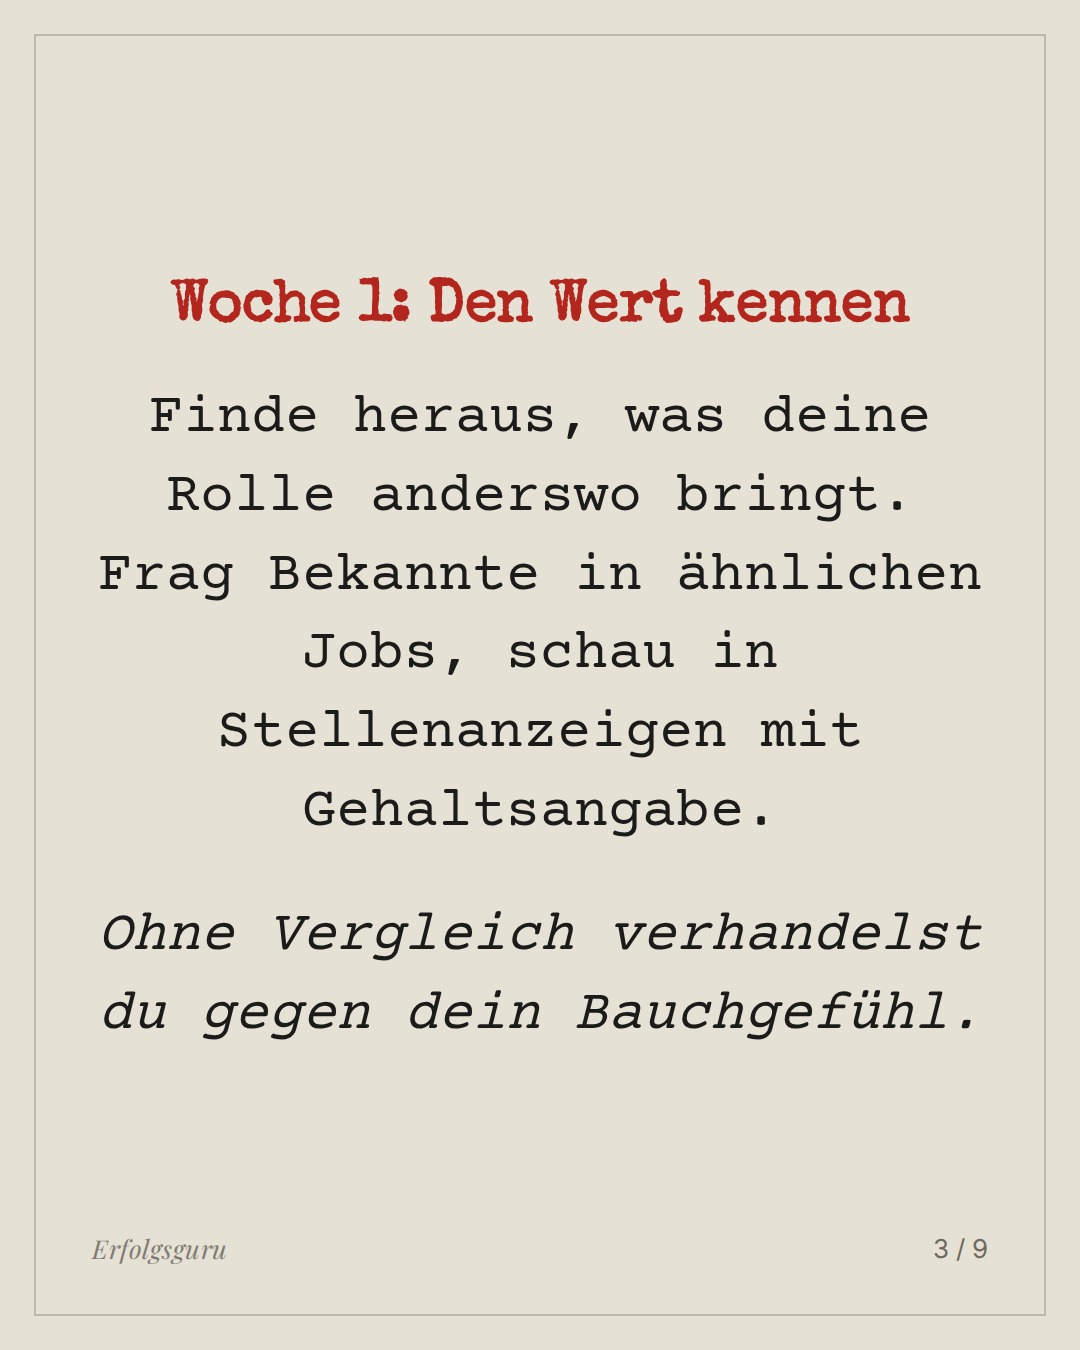 Woche 1: Den Wert kennen
Finde heraus, was deine
Rolle anderswo bringt.
Frag Bekannte in ähnlichen
Jobs, schau in
Stellenanzeigen mit
Gehaltsangabe.
Ohne Vergleich verhandelst
du gegen dein Bauchgefühl.
Erfolgsguru
3 / 9